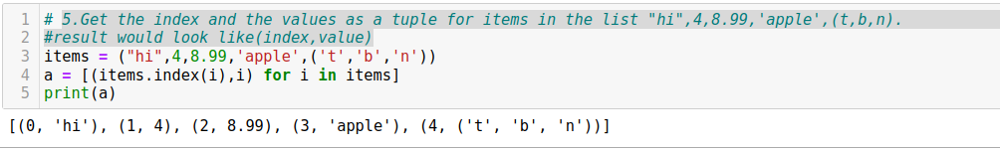 1 # 5.Get the index and the values as a tuple for items in the list "hi",4,8.99,'apple',(t,b,n).
2 #result would look like(index,value)
3 items = ("hi",4,8.99,'apple',('t','b','n'))
4 a = [(items.index(i),i) for i in items]
5 print(a)
[(0, 'hi'), (1, 4), (2, 8.99), (3, 'apple'), (4, ('t', 'b', 'n'))]